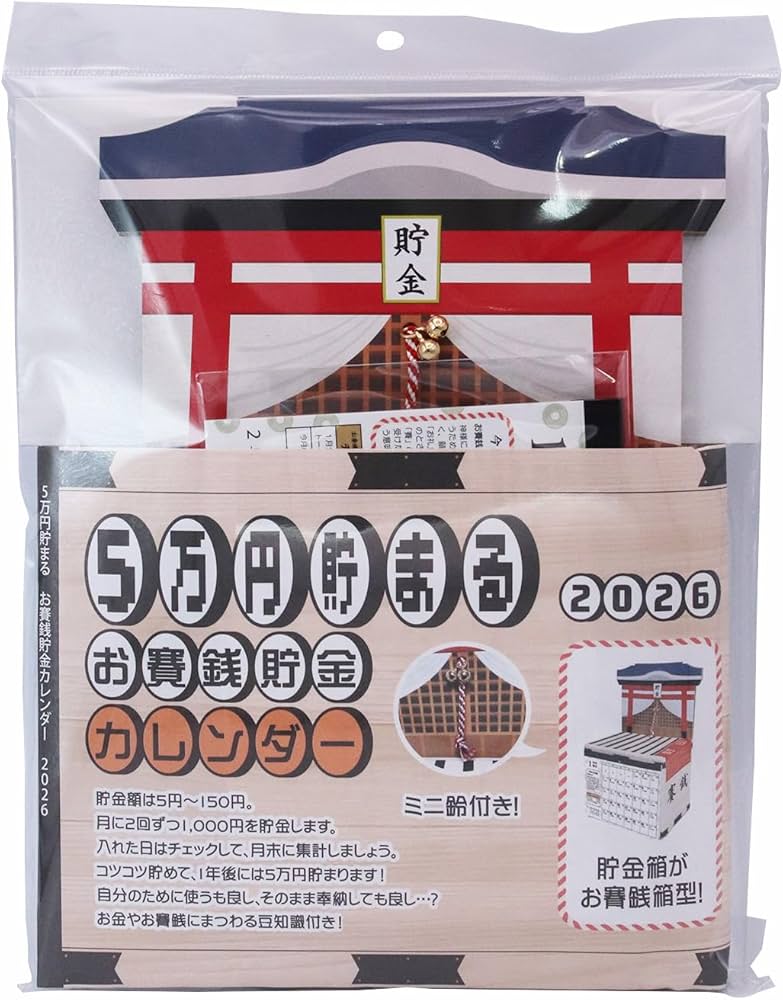 貯金
5万円貯まる
2026
お賽銭貯金
カレンダー
ミニ鈴付き!
貯金額は5円〜150円。
月に2回ずつ1,000円を貯金します。
入れた日はチェックして、月末に集計しましょう。
コツコツ貯めて、1年後には5万円貯まります!
自分のために使うも良し、そのまま奉納しても良し…?
お金やお賽銭にまつわる豆知識付き!
貯金
賽銭
貯金箱が
お賽銭箱型!
5万円貯まる お賽銭貯金カレンダー 2026